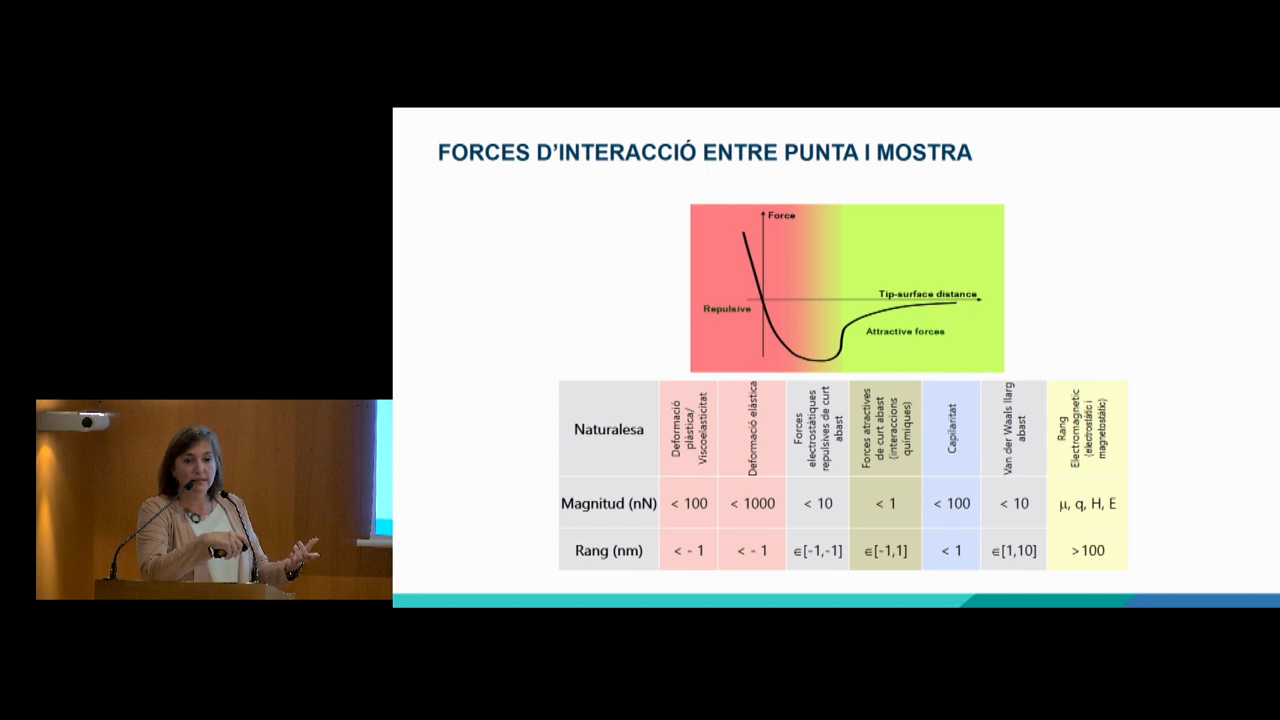 FORCES D’INTERACCIÓ ENTRE PUNTA I MOSTRA
Force
Tip-surface distance
Repulsive
Attractive forces
Naturalesa
Deformació
plàstica/
Viscoelasticitat
Deformació elàstica
Forces
electrostàtiques
repulsives de curt
abast
Forces atractives
de curt abast
(interaccions
químiques)
Capilaritat
Van der Waals llarg
abast
Rang
Electromagnetic
(electrostàtic i
magnetostàtic)
Magnitud (nN)
< 100
< 1000
< 10
< 1
< 100
< 10
μ, q, H, E
Rang (nm)
< - 1
< - 1
∈[-1,-1]
∈[-1,1]
< 1
∈[1,10]
>100